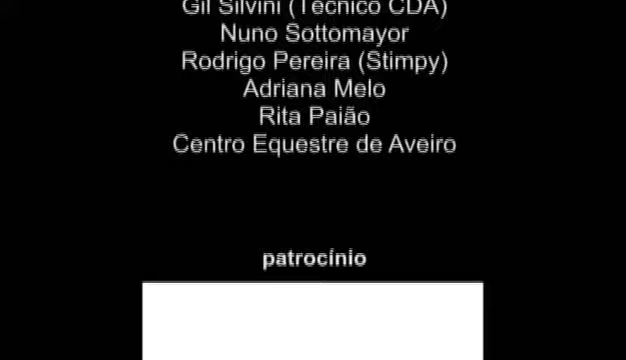 Gil Silvini (Técnico CDA)
Nuno Sottomayor
Rodrigo Pereira (Stimpy)
Adriana Melo
Rita Paião
Centro Equestre de Aveiro
patrocínio